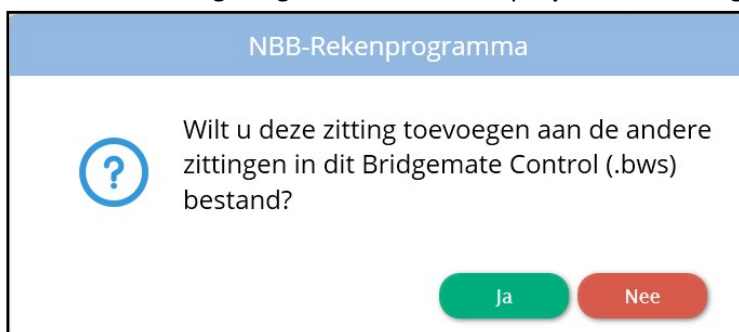 NBB-Rekenprogramma
Wilt u deze zitting toevoegen aan de andere
zittingen in dit Bridgemate Control (.bws)
bestand?
Ja
Nee